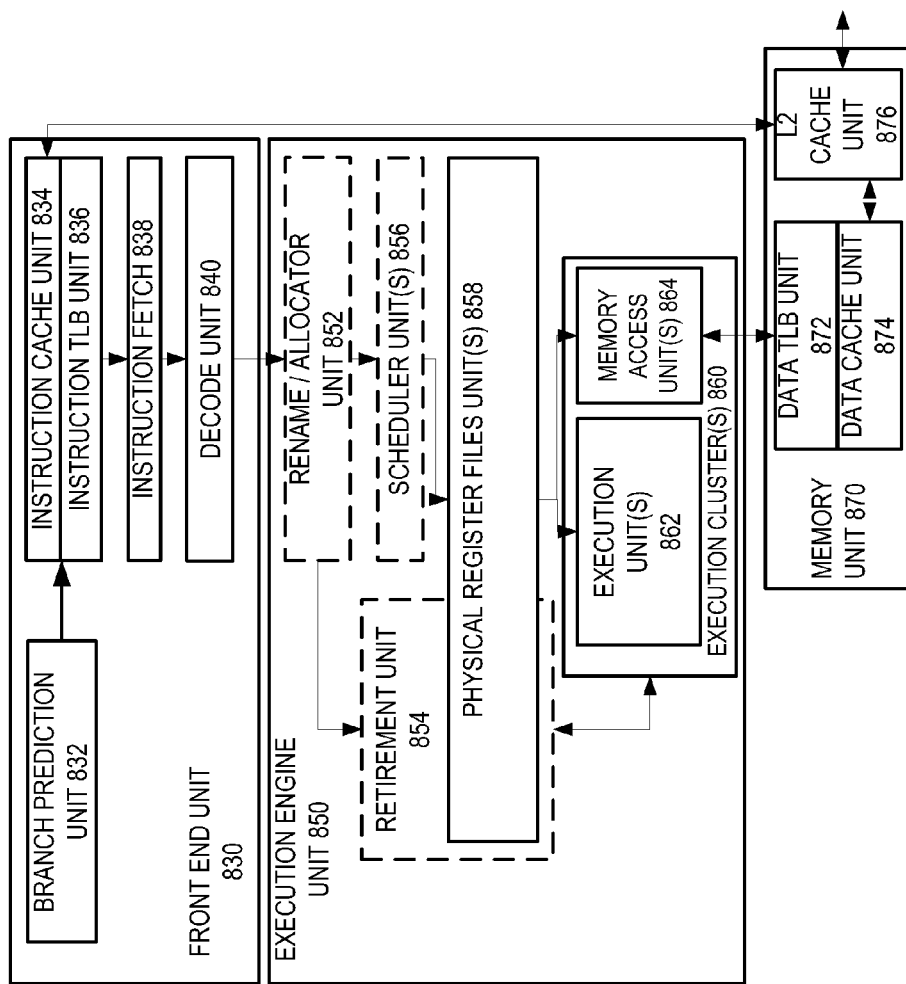 BRANCH PREDICTION
UNIT 832
INSTRUCTION CACHE UNIT 834
INSTRUCTION TLB UNIT 836
INSTRUCTION FETCH 838
DECODE UNIT 840
FRONT END UNIT
830
EXECUTION ENGINE
UNIT 850
RENAME / ALLOCATOR
UNIT 852
RETIREMENT UNIT
854
SCHEDULER UNIT(S) 856
PHYSICAL REGISTER FILES UNIT(S) 858
EXECUTION
UNIT(S)
862
MEMORY
ACCESS
UNIT(S) 864
EXECUTION CLUSTER(S) 860
MEMORY
UNIT 870
DATA TLB UNIT
872
DATA CACHE UNIT
874
L2
CACHE
UNIT
876